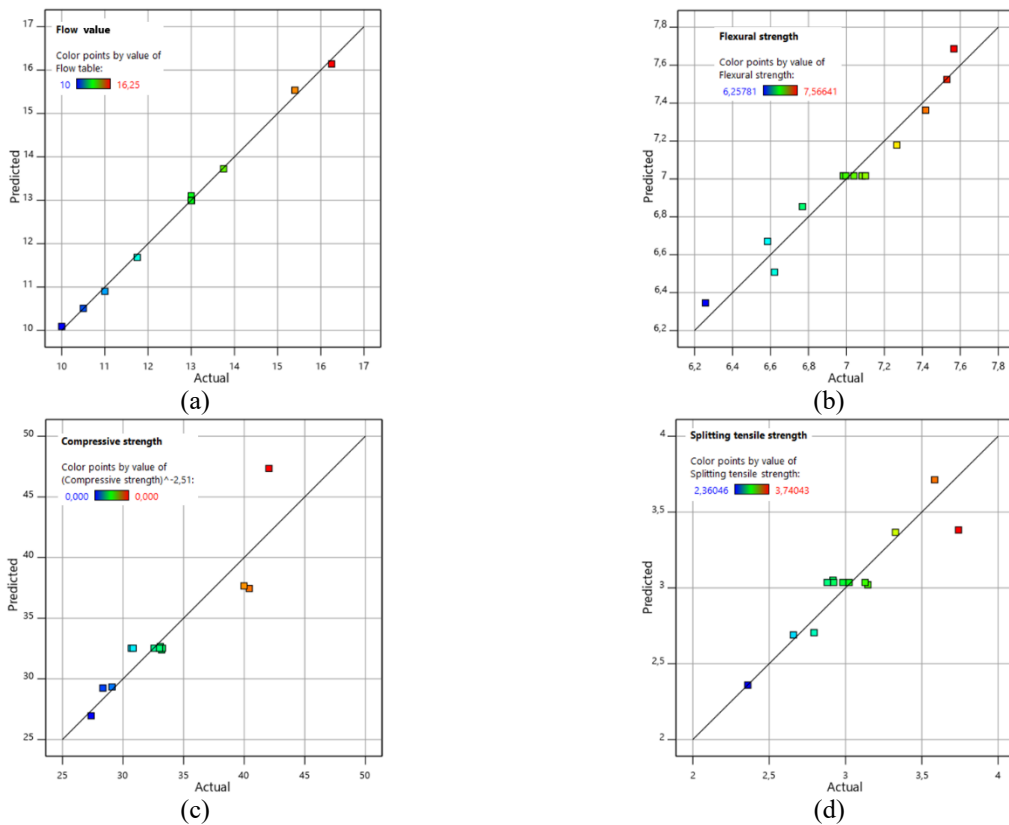 17
16
14
13
11
10
Predicted
Flow value
Color points by value of
Flow table:
10 16,25
10 11 12 13 14 15 16 17
Actual
(a)
7,8
7,6
7,4
7,2
7
6,8
6,6
6,4
6,2
Predicted
Flexural strength
Color points by value of
Flexural strength:
6,25781 7,56641
6,2 6,4 6,6 6,8 7 7,2 7,4 7,6 7,8
Actual
(b)
50
45
40
35
30
25
Predicted
Compressive strength
Color points by value of
(Compressive strength)^-2,51:
0,000 0,000
25 30 35 40 45 50
Actual
(c)
4
3,5
3
2,5
2
Predicted
Splitting tensile strength
Color points by value of
Splitting tensile strength:
2,36046 3,74043
2 2,5 3 3,5 4
Actual
(d)